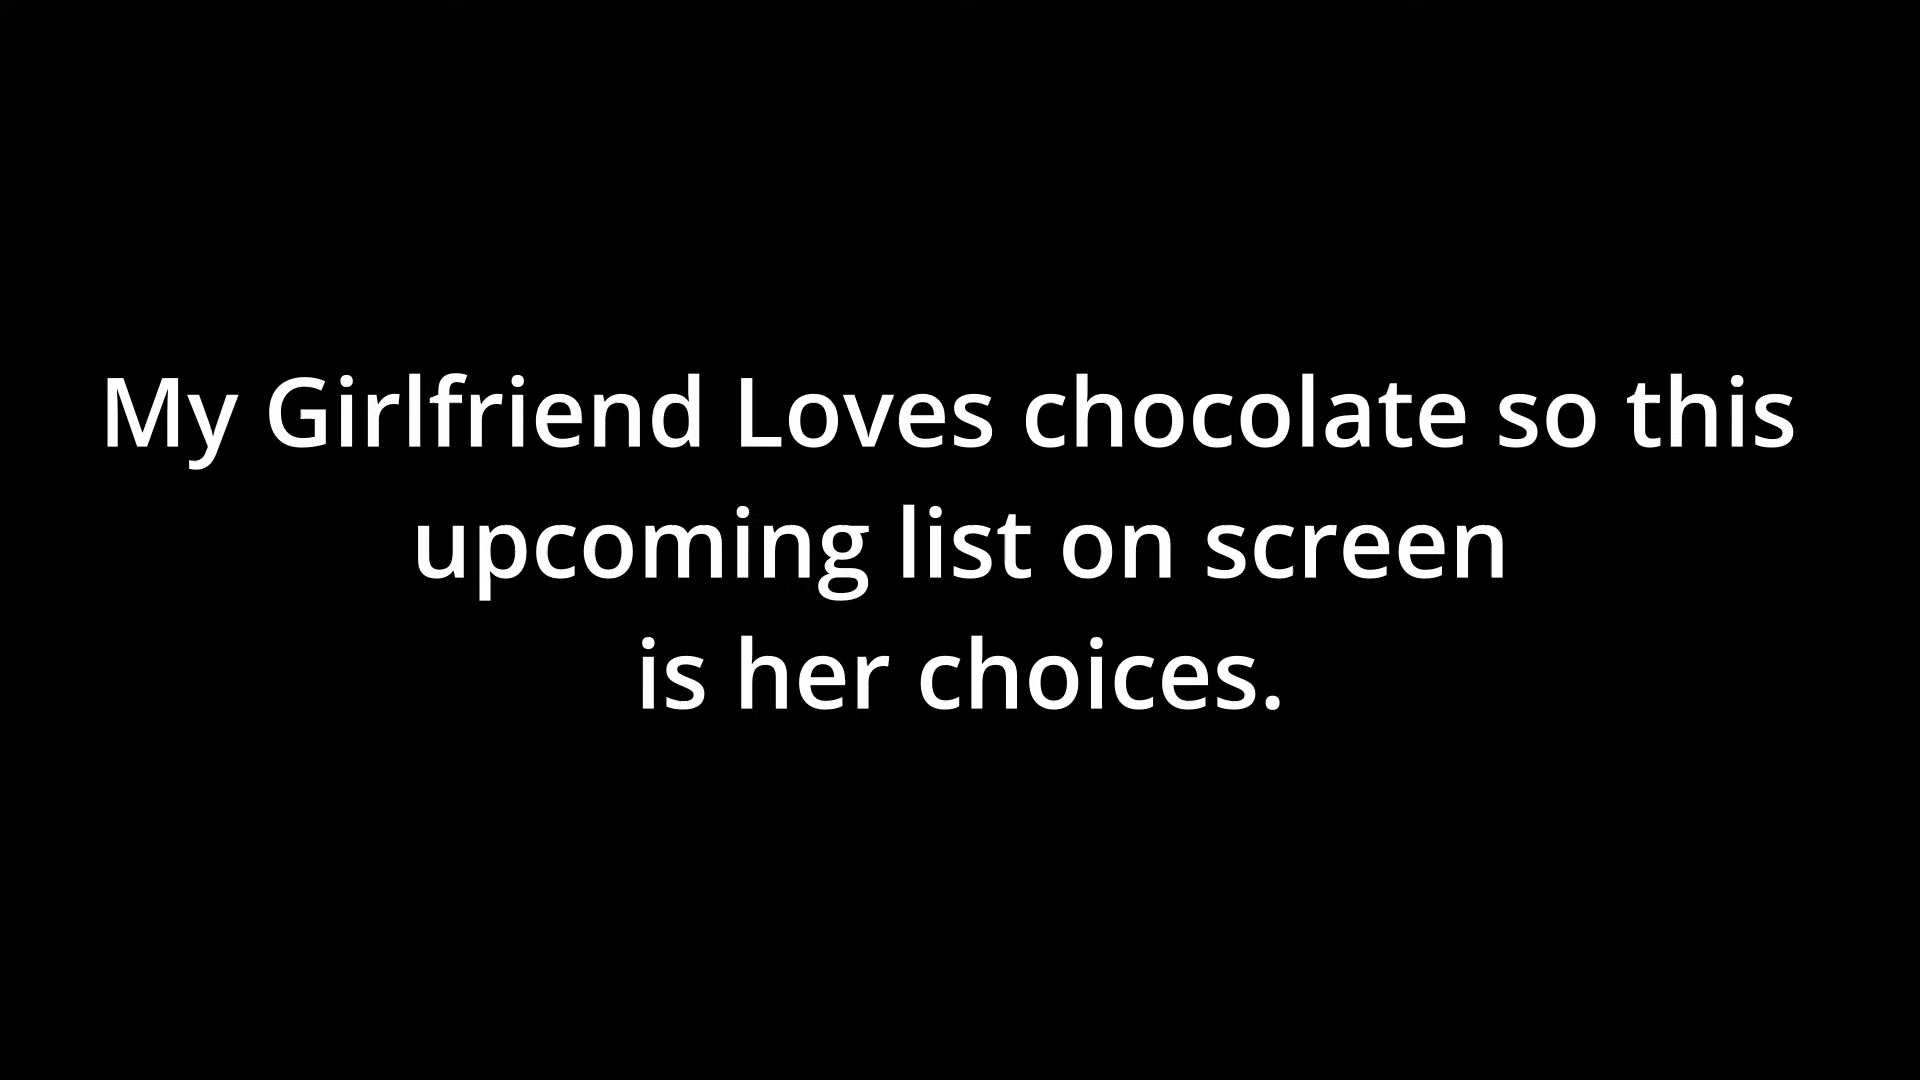 My Girlfriend Loves chocolate so this
upcoming list on screen
is her choices.